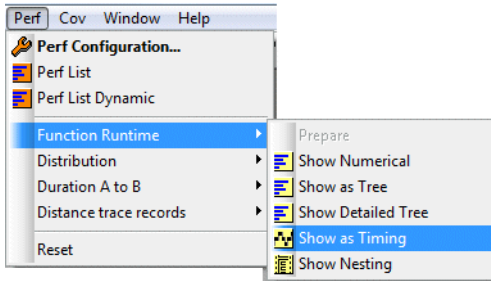 Perf Cov Window Help
Perf Configuration...
Perf List
Perf List Dynamic
Function Runtime
Distribution
Duration A to B
Distance trace records
Reset
Prepare
Show Numerical
Show as Tree
Show Detailed Tree
Show as Timing
Show Nesting